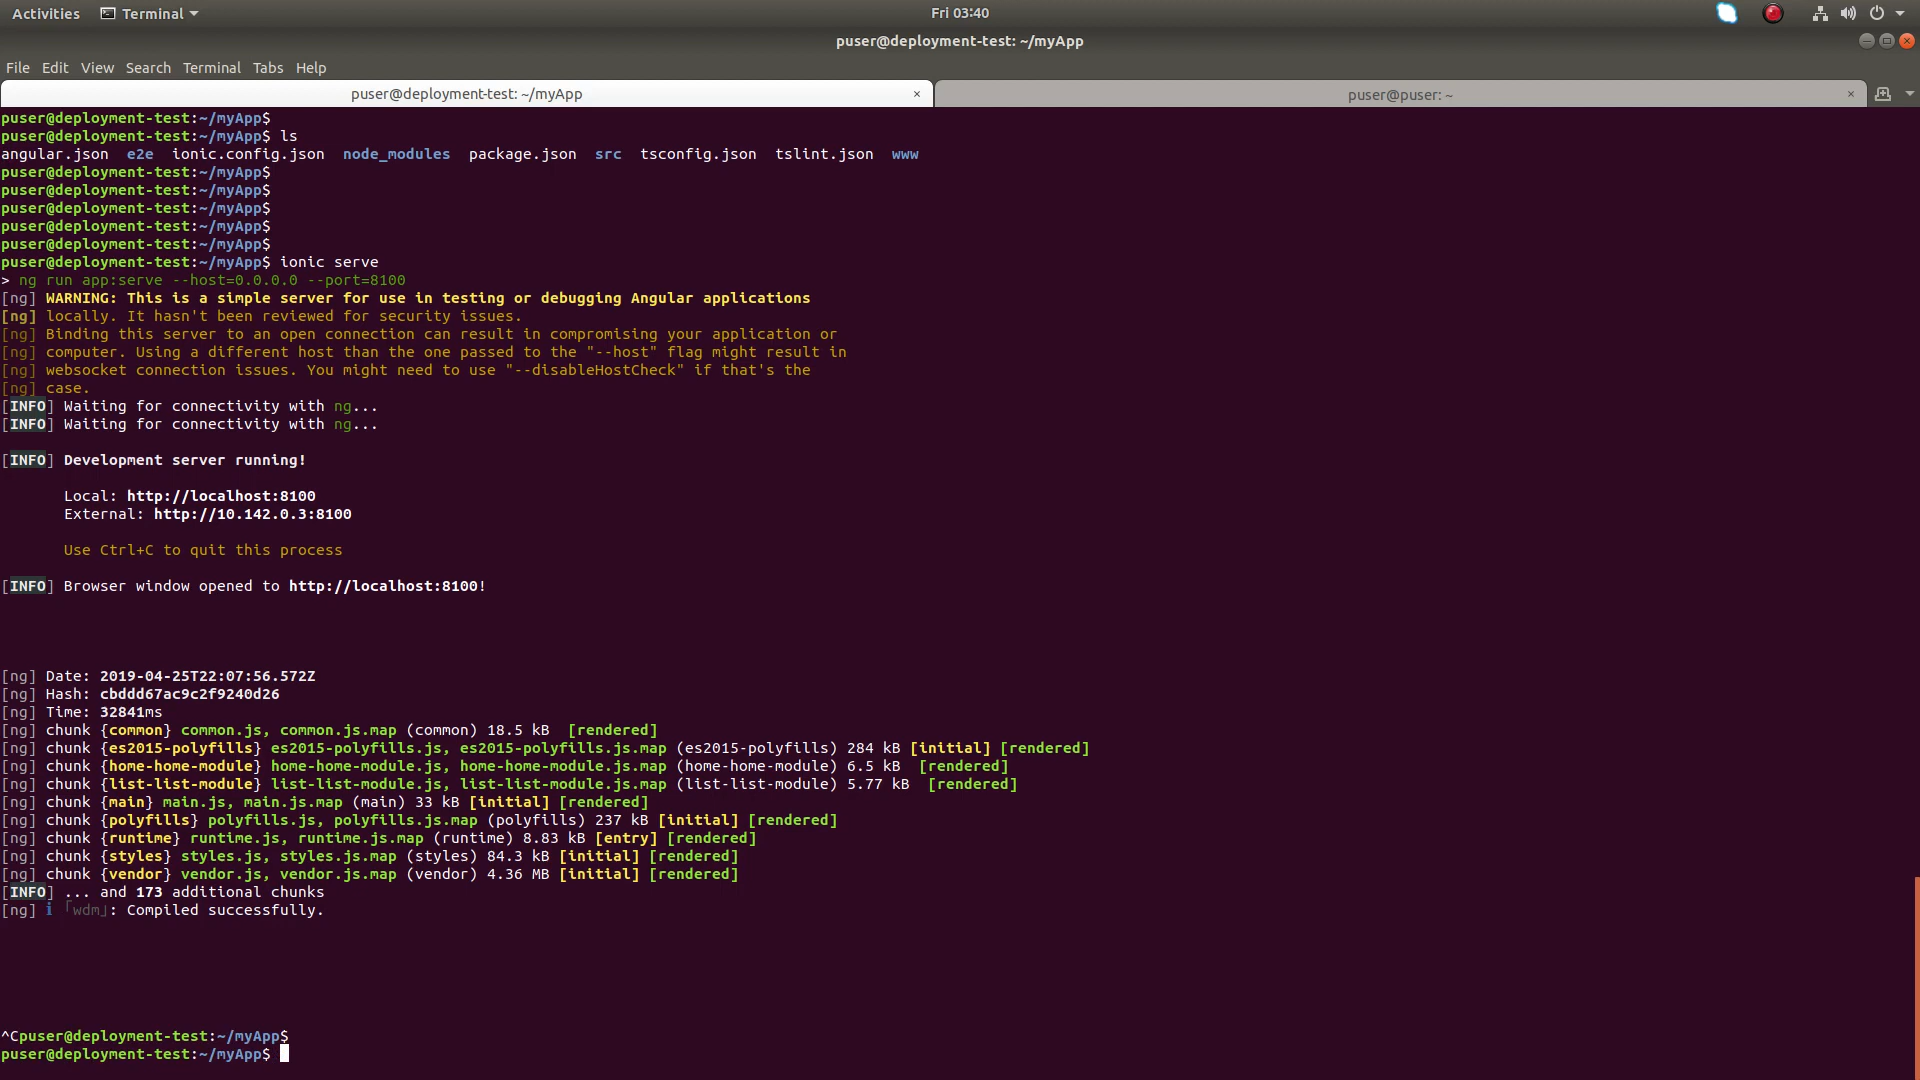 Activities Terminal Fri 03:40
puser@deployment-test: ~/myApp
File Edit View Search Terminal Tabs Help
puser@deployment-test: ~/myApp × puser@puser: ~ ×
puser@deployment-test:~/myApp$
puser@deployment-test:~/myApp$ ls
angular.json e2e ionic.config.json node_modules package.json src tsconfig.json tslint.json www
puser@deployment-test:~/myApp$
puser@deployment-test:~/myApp$
puser@deployment-test:~/myApp$
puser@deployment-test:~/myApp$
puser@deployment-test:~/myApp$
puser@deployment-test:~/myApp$ ionic serve
> ng run app:serve --host=0.0.0.0 --port=8100
[ng] WARNING: This is a simple server for use in testing or debugging Angular applications
[ng] locally. It hasn't been reviewed for security issues.
[ng] Binding this server to an open connection can result in compromising your application or
[ng] computer. Using a different host than the one passed to the "--host" flag might result in
[ng] websocket connection issues. You might need to use "--disableHostCheck" if that's the
[ng] case.
[INFO] Waiting for connectivity with ng...
[INFO] Waiting for connectivity with ng...
[INFO] Development server running!
Local: http://localhost:8100
External: http://10.142.0.3:8100
Use Ctrl+C to quit this process
[INFO] Browser window opened to http://localhost:8100!
[ng] Date: 2019-04-25T22:07:56.572Z
[ng] Hash: cbddd67ac9c2f9240d26
[ng] Time: 32841ms
[ng] chunk {common} common.js, common.js.map (common) 18.5 kB [rendered]
[ng] chunk {es2015-polyfills} es2015-polyfills.js, es2015-polyfills.js.map (es2015-polyfills) 284 kB [initial] [rendered]
[ng] chunk {home-home-module} home-home-module.js, home-home-module.js.map (home-home-module) 6.5 kB [rendered]
[ng] chunk {list-list-module} list-list-module.js, list-list-module.js.map (list-list-module) 5.77 kB [rendered]
[ng] chunk {main} main.js, main.js.map (main) 33 kB [initial] [rendered]
[ng] chunk {polyfills} polyfills.js, polyfills.js.map (polyfills) 237 kB [initial] [rendered]
[ng] chunk {runtime} runtime.js, runtime.js.map (runtime) 8.83 kB [entry] [rendered]
[ng] chunk {styles} styles.js, styles.js.map (styles) 84.3 kB [initial] [rendered]
[ng] chunk {vendor} vendor.js, vendor.js.map (vendor) 4.36 MB [initial] [rendered]
[INFO] ... and 173 additional chunks
[ng] ℹ ｢wdm｣: Compiled successfully.
^Cpuser@deployment-test:~/myApp$
puser@deployment-test:~/myApp$